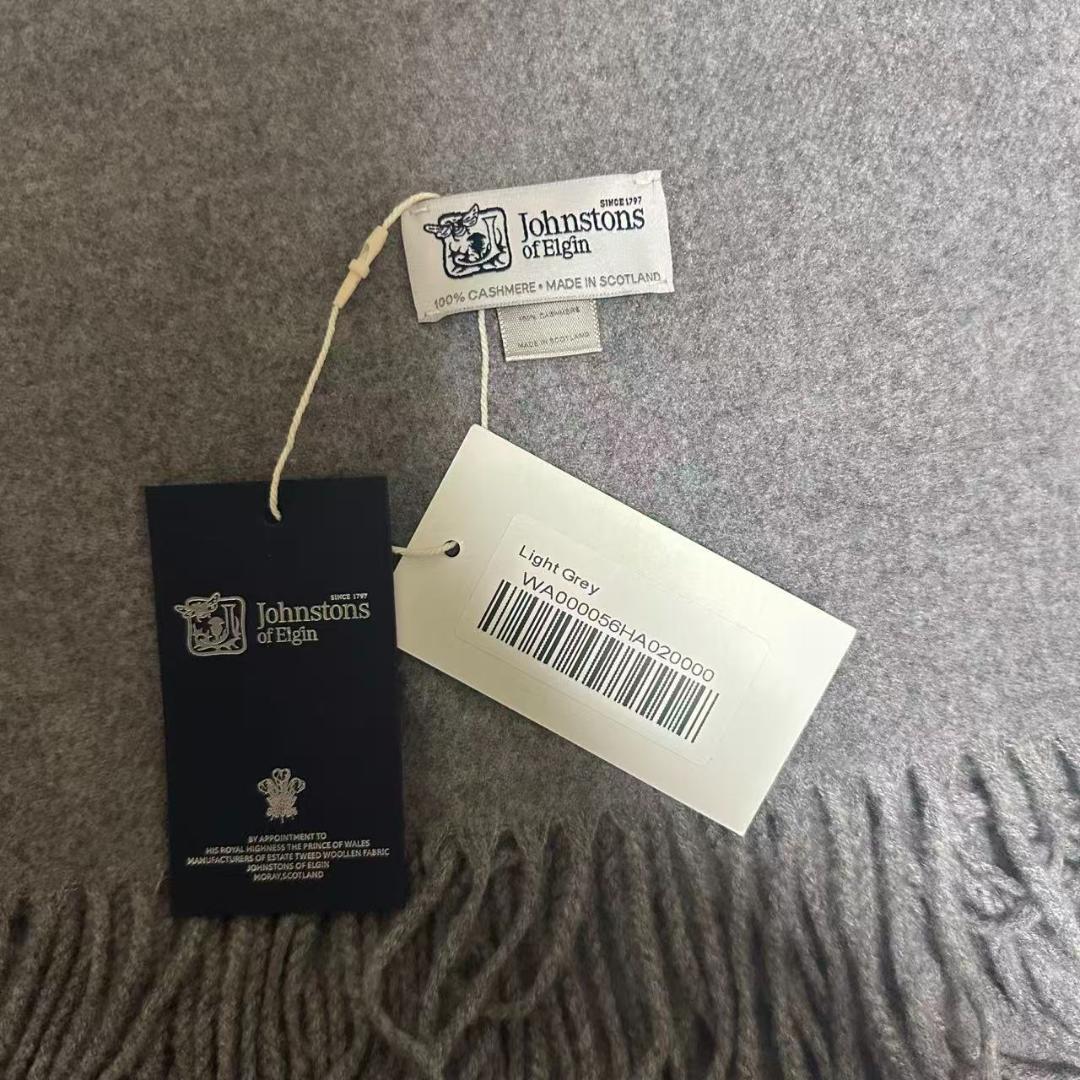 SINCE 1797
Johnstons
of Elgin
100% CASHMERE • MADE IN SCOTLAND
100% CASHMERE
MADE IN SCOTLAND
Light Grey
WA000056HA020000
SINCE 1797
Johnstons
of Elgin
BY APPOINTMENT TO
HIS ROYAL HIGHNESS THE PRINCE OF WALES
MANUFACTURERS OF ESTATE TWEED WOOLLEN FABRIC
JOHNSTONS OF ELGIN
MORAY,SCOTLAND